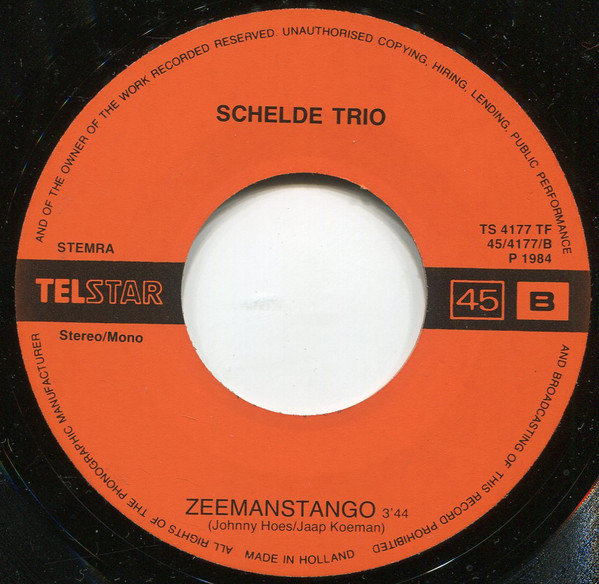 ALL RIGHTS OF THE PHONOGRAPHIC MANUFACTURER AND OF THE OWNER OF THE WORK RECORDED RESERVED. UNAUTHORISED COPYING, HIRING, LENDING, PUBLIC PERFORMANCE AND BROADCASTING OF THIS RECORD PROHIBITED
SCHELDE TRIO
STEMRA
TS 4177 TF
45/4177/B
P 1984
TELSTAR
45 B
Stereo/Mono
ZEEMANSTANGO 3'44
(Johnny Hoes/Jaap Koeman)
MADE IN HOLLAND